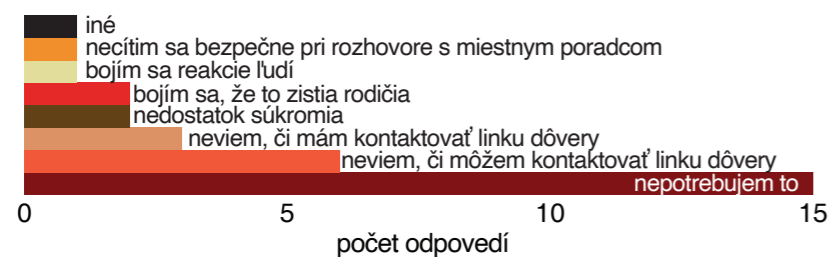 iné
necítim sa bezpečne pri rozhovore s miestnym poradcom
bojím sa reakcie ľudí
bojím sa, že to zistia rodičia
nedostatok súkromia
neviem, či mám kontaktovať linku dôvery
neviem, či môžem kontaktovať linku dôvery
nepotrebujem to
0 5 10 15
počet odpovedí